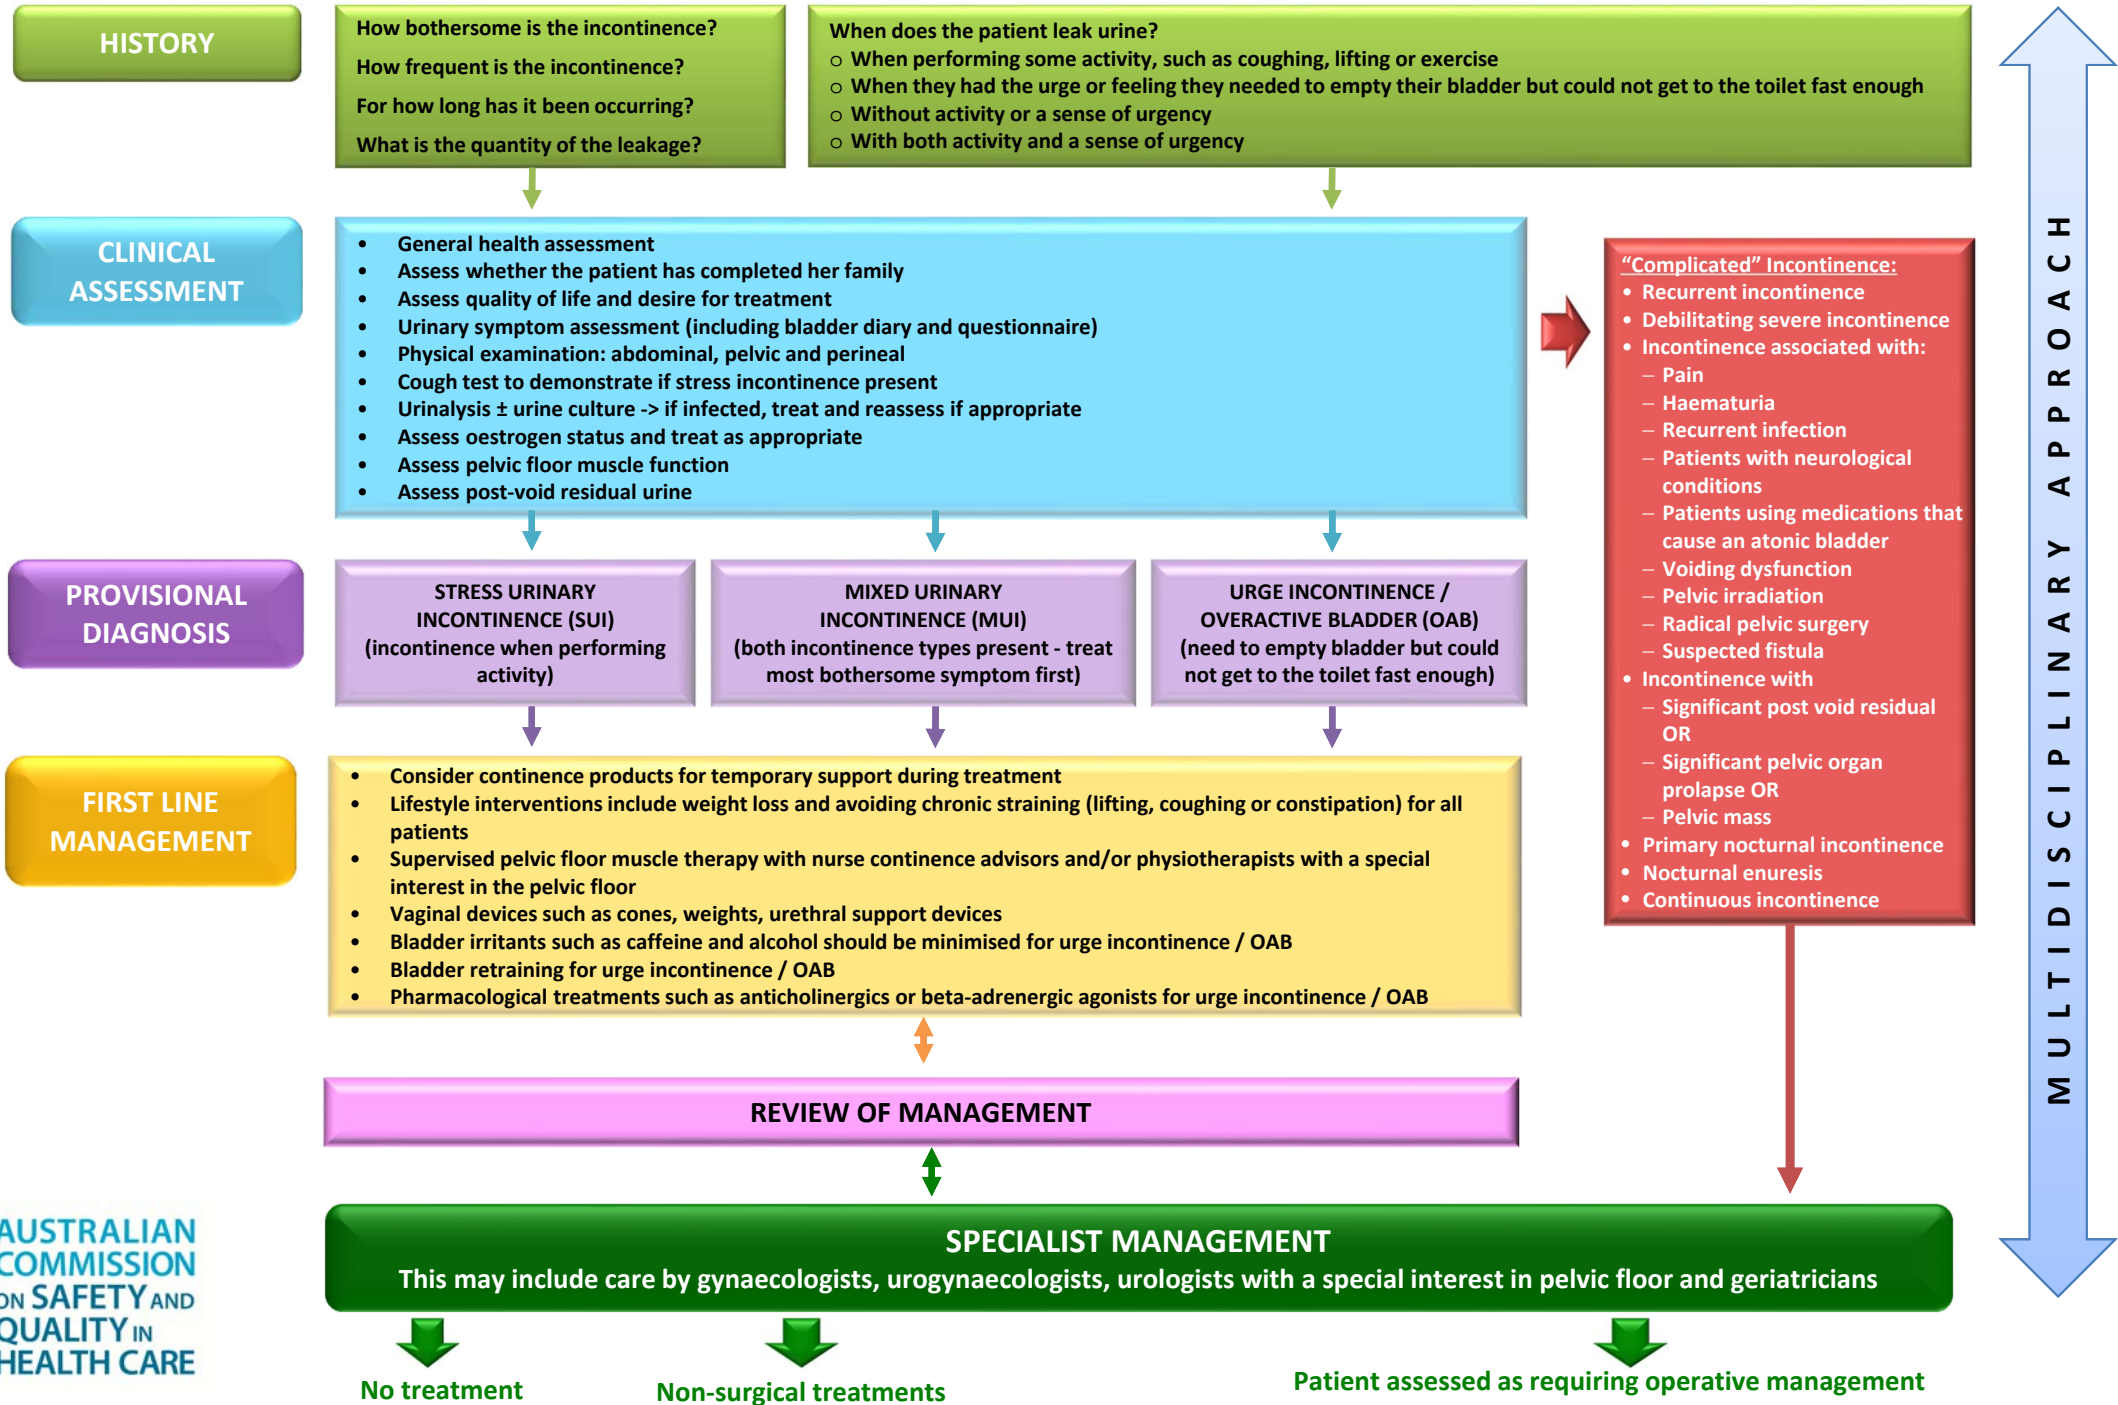 HISTORY
How bothersome is the incontinence?
How frequent is the incontinence?
For how long has it been occurring?
What is the quantity of the leakage?
When does the patient leak urine?
o When performing some activity, such as coughing, lifting or exercise
o When they had the urge or feeling they needed to empty their bladder but could not get to the toilet fast enough
o Without activity or a sense of urgency
o With both activity and a sense of urgency
CLINICAL
ASSESSMENT
• General health assessment
• Assess whether the patient has completed her family
• Assess quality of life and desire for treatment
• Urinary symptom assessment (including bladder diary and questionnaire)
• Physical examination: abdominal, pelvic and perineal
• Cough test to demonstrate if stress incontinence present
• Urinalysis ± urine culture -> if infected, treat and reassess if appropriate
• Assess oestrogen status and treat as appropriate
• Assess pelvic floor muscle function
• Assess post-void residual urine
"Complicated" Incontinence:
• Recurrent incontinence
• Debilitating severe incontinence
• Incontinence associated with:
– Pain
– Haematuria
– Recurrent infection
– Patients with neurological
conditions
– Patients using medications that
cause an atonic bladder
– Voiding dysfunction
– Pelvic irradiation
– Radical pelvic surgery
– Suspected fistula
• Incontinence with
– Significant post void residual
OR
– Significant pelvic organ
prolapse OR
– Pelvic mass
• Primary nocturnal incontinence
• Nocturnal enuresis
• Continuous incontinence
PROVISIONAL
DIAGNOSIS
STRESS URINARY
INCONTINENCE (SUI)
(incontinence when performing
activity)
MIXED URINARY
INCONTINENCE (MUI)
(both incontinence types present - treat
most bothersome symptom first)
URGE INCONTINENCE /
OVERACTIVE BLADDER (OAB)
(need to empty bladder but could
not get to the toilet fast enough)
FIRST LINE
MANAGEMENT
• Consider continence products for temporary support during treatment
• Lifestyle interventions include weight loss and avoiding chronic straining (lifting, coughing or constipation) for all
patients
• Supervised pelvic floor muscle therapy with nurse continence advisors and/or physiotherapists with a special
interest in the pelvic floor
• Vaginal devices such as cones, weights, urethral support devices
• Bladder irritants such as caffeine and alcohol should be minimised for urge incontinence / OAB
• Bladder retraining for urge incontinence / OAB
• Pharmacological treatments such as anticholinergics or beta-adrenergic agonists for urge incontinence / OAB
REVIEW OF MANAGEMENT
SPECIALIST MANAGEMENT
This may include care by gynaecologists, urogynaecologists, urologists with a special interest in pelvic floor and geriatricians
No treatment
Non-surgical treatments
Patient assessed as requiring operative management
MULTIDISCIPLINARY APPROACH
AUSTRALIAN
COMMISSION
ON SAFETY AND
QUALITY IN
HEALTH CARE